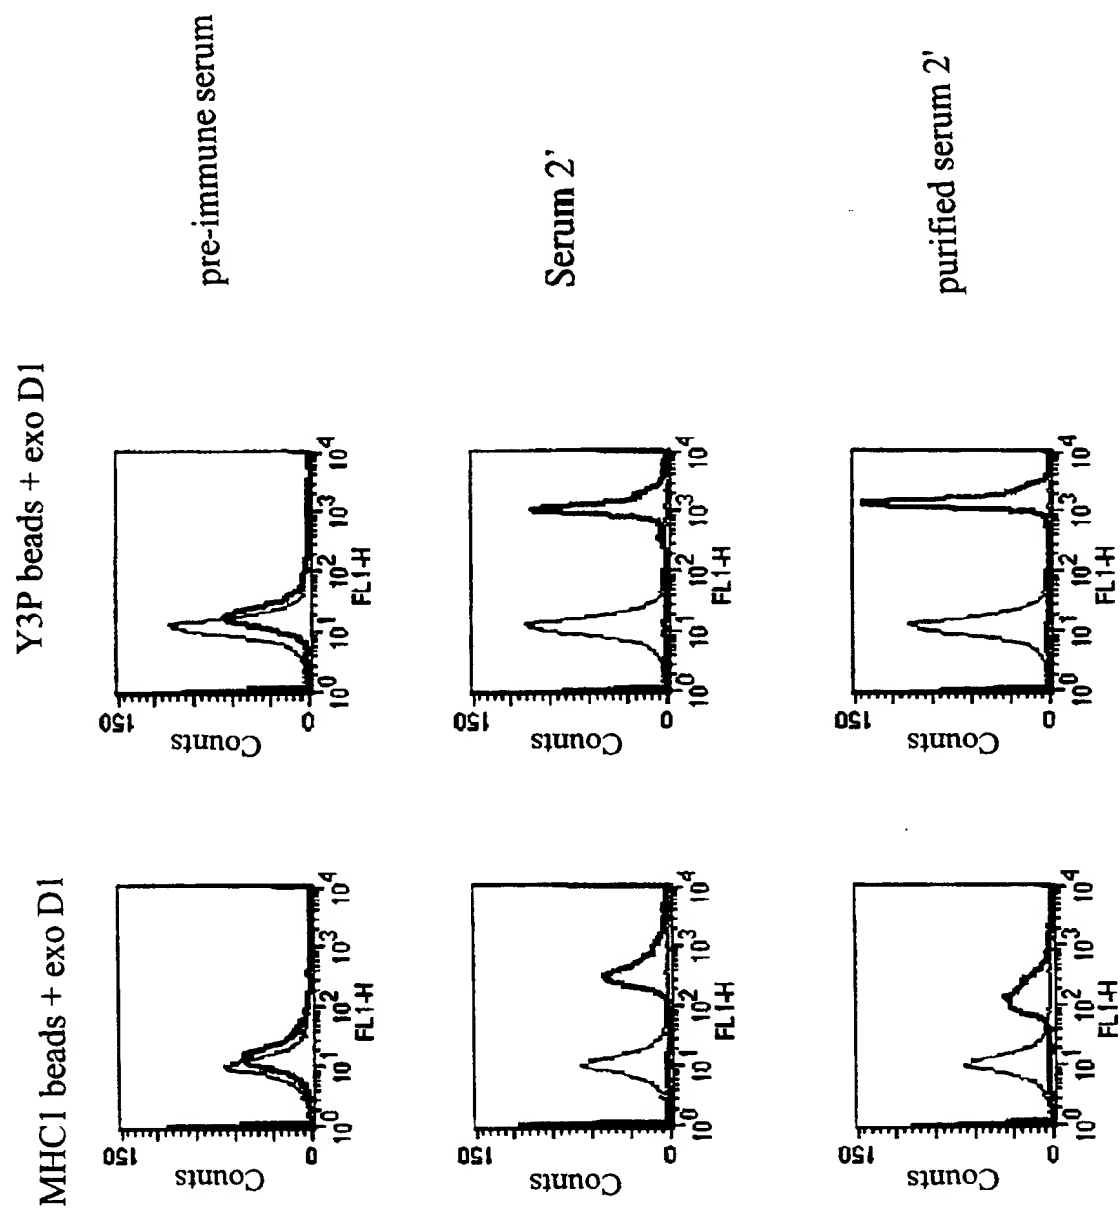 MHC1 beads + exo D1
Y3P beads + exo D1
Counts
150
0
10^0 10^1 10^2 10^3 10^4
FL1-H
Counts
150
0
10^0 10^1 10^2 10^3 10^4
FL1-H
pre-immune serum
Counts
150
0
10^0 10^1 10^2 10^3 10^4
FL1-H
Counts
150
0
10^0 10^1 10^2 10^3 10^4
FL1-H
Serum 2'
Counts
150
0
10^0 10^1 10^2 10^3 10^4
FL1-H
Counts
150
0
10^0 10^1 10^2 10^3 10^4
FL1-H
purified serum 2'